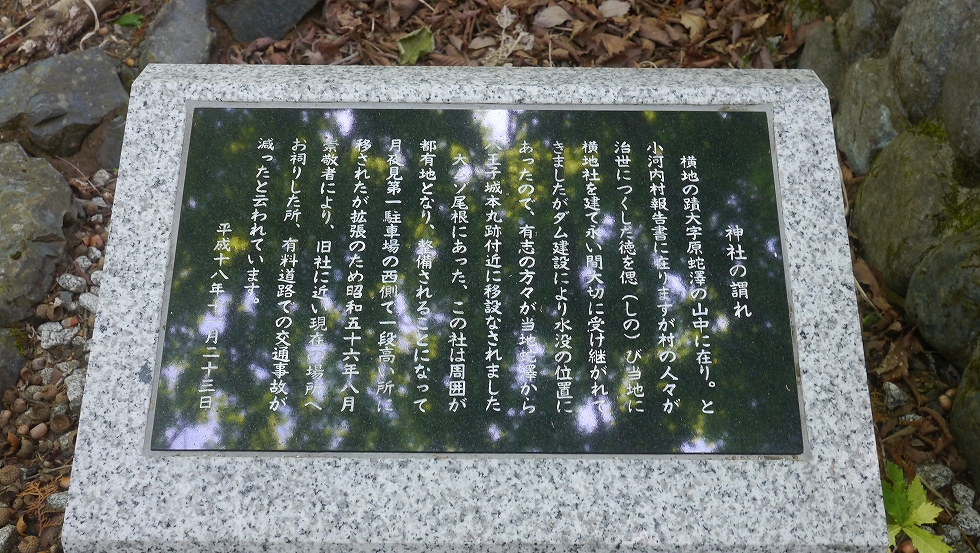 神社の謂れ
横地の蹟大字原蛇澤の山中に在り。と
小河内村報告書に在りますが村の人々が
治世につくした徳を偲（しの）び当地に
横地社を建て永い間大切に受け継がれて
きましたがダム建設により水没の位置に
あったので、有志の方々が当地蛇澤から
八王子城本丸跡付近に移設なされました
大ムソ尾根にあった、この社は周囲が
都有地となり、整備されることになって
月夜見第一駐車場の西側で一段高い所に
移されたが拡張のため昭和五十六年八月
崇敬者により、旧社に近い現在の場所へ
お祠りした所、有料道路での交通事故が
減ったと云われています。
平成十八年十 月二十三日